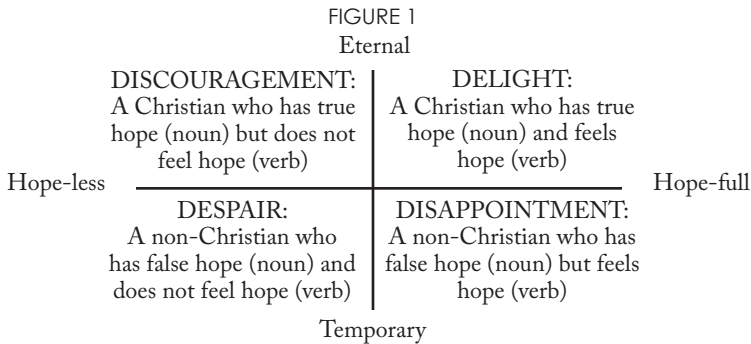 FIGURE 1
Eternal
DISCOURAGEMENT:
A Christian who has true
hope (noun) but does not
feel hope (verb)
DELIGHT:
A Christian who has true
hope (noun) and feels
hope (verb)
Hope-less
Hope-full
DESPAIR:
A non-Christian who
has false hope (noun) and
does not feel hope (verb)
DISAPPOINTMENT:
A non-Christian who has
false hope (noun) but feels
hope (verb)
Temporary